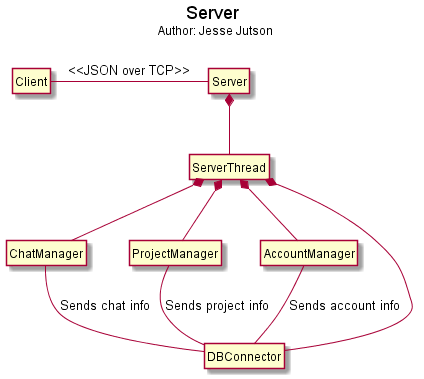 Server
Author: Jesse Jutson
<<JSON over TCP>>
Client
Server
ServerThread
ChatManager
ProjectManager
AccountManager
Sends chat info
Sends project info
Sends account info
DBConnector